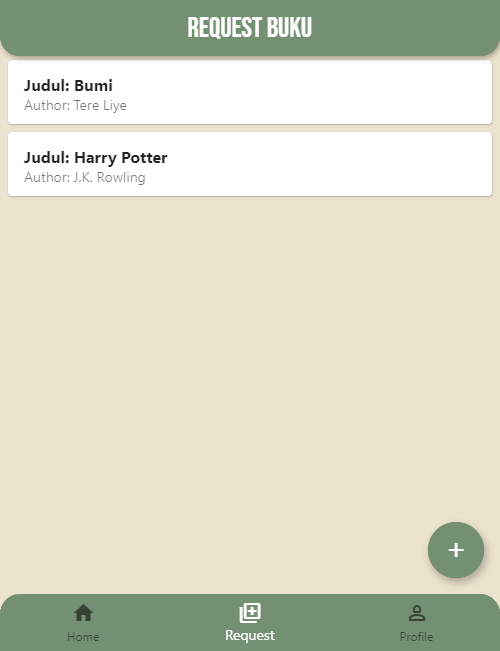 REQUEST BUKU
Judul: Bumi
Author: Tere Liye
Judul: Harry Potter
Author: J.K. Rowling
+
Home
Request
Profile